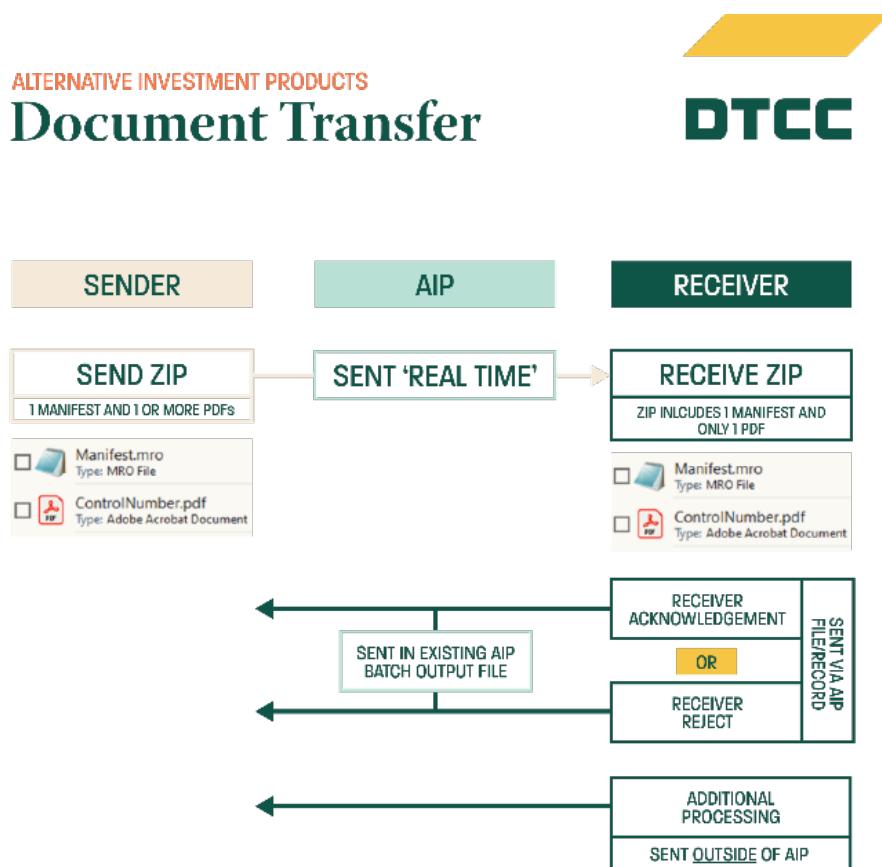 ALTERNATIVE INVESTMENT PRODUCTS
Document Transfer
DTCC
SENDER
AIP
RECEIVER
SEND ZIP
1 MANIFEST AND 1 OR MORE PDFs
SENT ‘REAL TIME’
RECEIVE ZIP
ZIP INLCUDES 1 MANIFEST AND
ONLY 1 PDF
Manifest.mro
Type: MRO File
ControlNumber.pdf
Type: Adobe Acrobat Document
PDF
Manifest.mro
Type: MRO File
ControlNumber.pdf
Type: Adobe Acrobat Document
PDF
RECEIVER
ACKNOWLEDGEMENT
SENT IN EXISTING AIP
BATCH OUTPUT FILE
OR
RECEIVER
REJECT
SENT VIA AIP
FILE/RECORD
ADDITIONAL
PROCESSING
SENT OUTSIDE OF AIP